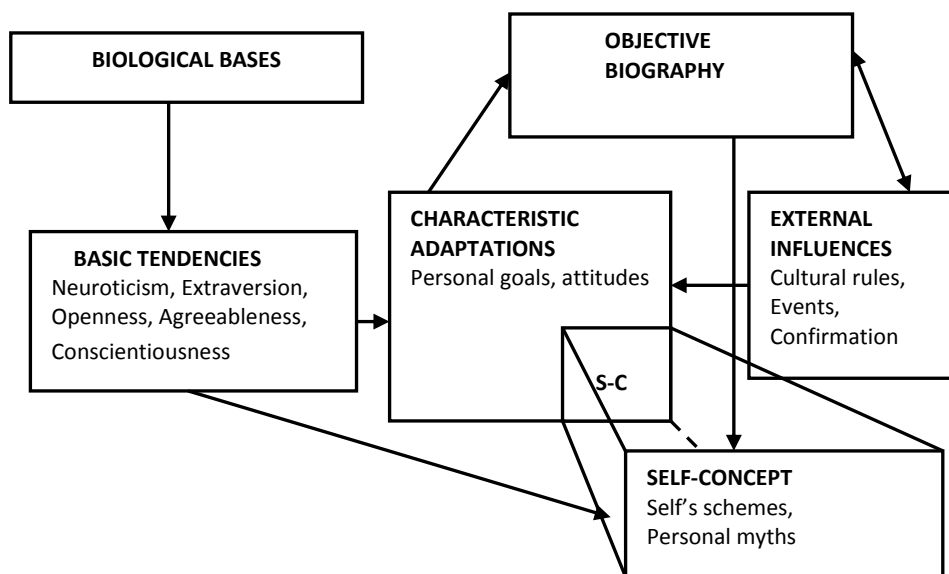 BIOLOGICAL BASES
OBJECTIVE
BIOGRAPHY
BASIC TENDENCIES
Neuroticism, Extraversion,
Openness, Agreeableness,
Conscientiousness
CHARACTERISTIC
ADAPTATIONS
Personal goals, attitudes
S-C
EXTERNAL
INFLUENCES
Cultural rules,
Events,
Confirmation
SELF-CONCEPT
Self’s schemes,
Personal myths